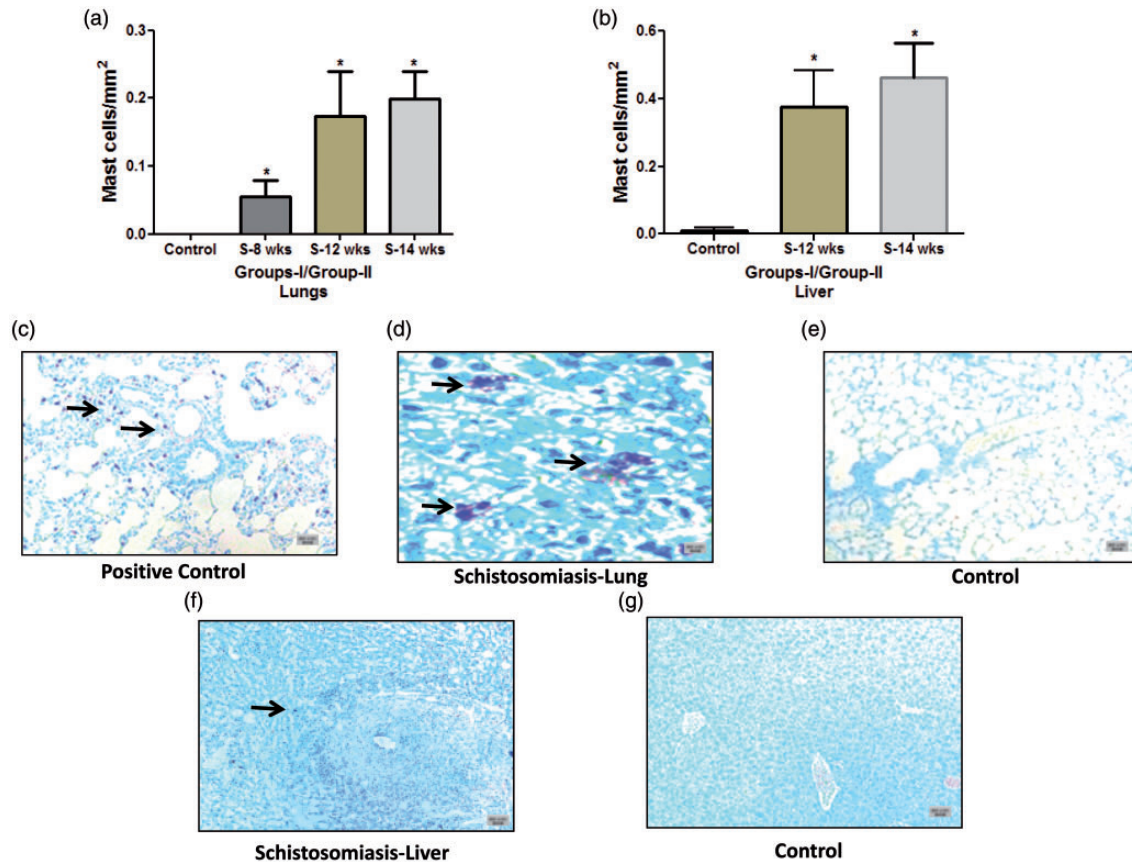 (a)
Mast cells/mm²
0.3
0.2
0.1
0.0
*
*
*
Control S-8 wks S-12 wks S-14 wks
Groups-I/Group-II
Lungs
(b)
Mast cells/mm²
0.6
0.4
0.2
0.0
*
*
Control S-12 wks S-14 wks
Groups-I/Group-II
Liver
(c)
Positive Control
(d)
Schistosomiasis-Lung
(e)
Control
(f)
Schistosomiasis-Liver
(g)
Control